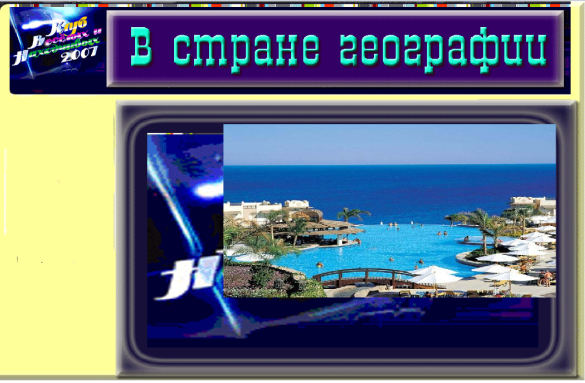 Клуб
Весёлых и
Находчивых
2007
В стране географии
Н